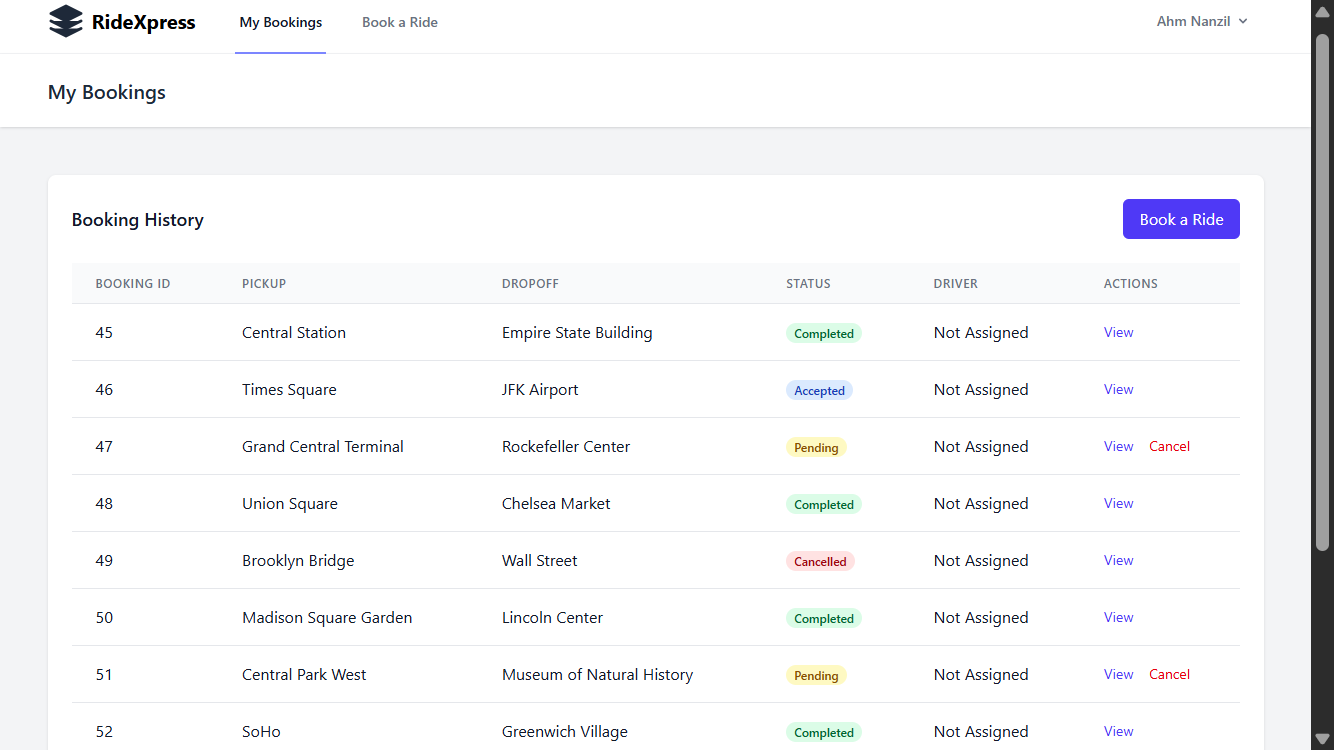 RideXpress My Bookings Book a Ride Ahm Nanzil
My Bookings
Booking History Book a Ride
BOOKING ID PICKUP DROPOFF STATUS DRIVER ACTIONS
45 Central Station Empire State Building Completed Not Assigned View
46 Times Square JFK Airport Accepted Not Assigned View
47 Grand Central Terminal Rockefeller Center Pending Not Assigned View Cancel
48 Union Square Chelsea Market Completed Not Assigned View
49 Brooklyn Bridge Wall Street Cancelled Not Assigned View
50 Madison Square Garden Lincoln Center Completed Not Assigned View
51 Central Park West Museum of Natural History Pending Not Assigned View Cancel
52 SoHo Greenwich Village Completed Not Assigned View